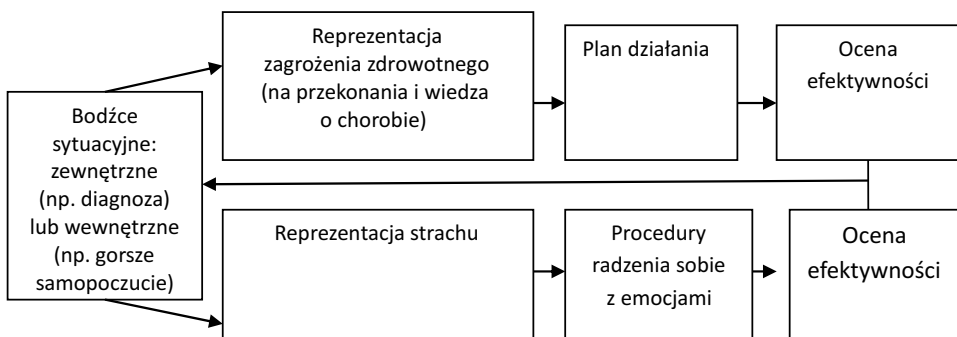 Reprezentacja
zagrożenia zdrowotnego
(na przekonania i wiedza
o chorobie)
Plan działania
Ocena
efektywności
Bodźce
sytuacyjne:
zewnętrzne
(np. diagnoza)
lub wewnętrzne
(np. gorsze
samopoczucie)
Reprezentacja strachu
Procedury
radzenia sobie
z emocjami
Ocena
efektywności